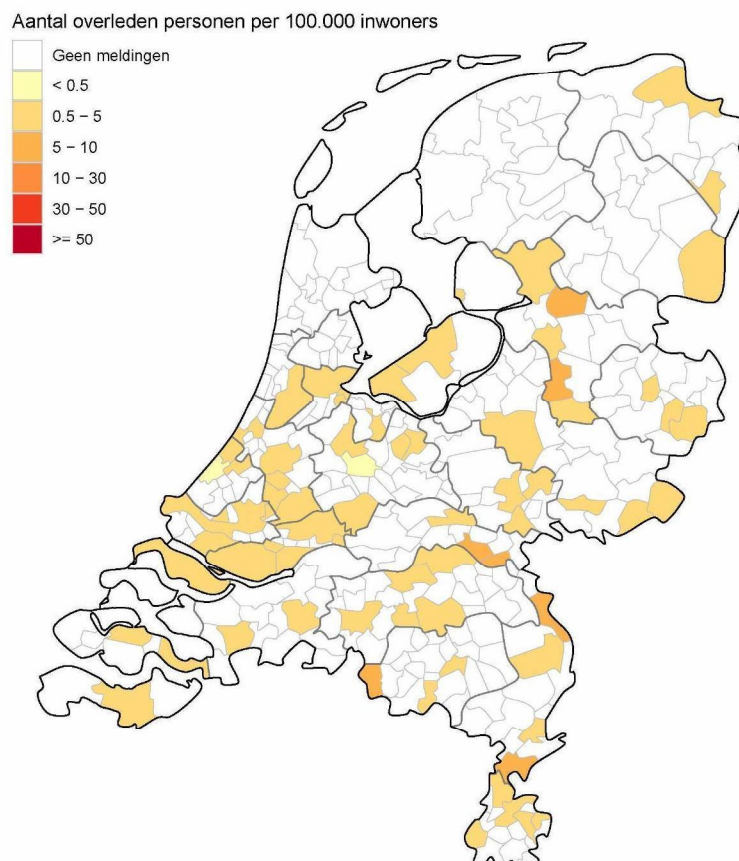 Aantal overleden personen per 100.000 inwoners
Geen meldingen
< 0.5
0.5 − 5
5 − 10
10 − 30
30 − 50
>= 50